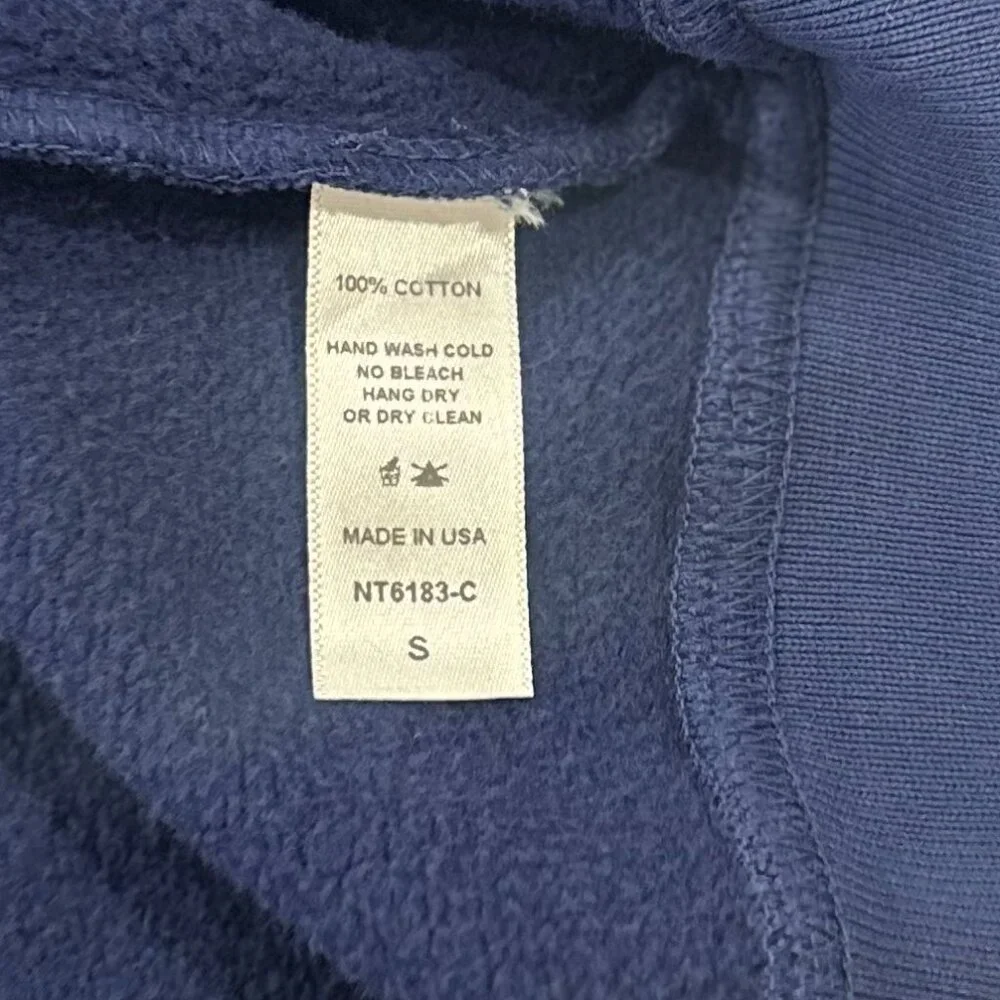 100% COTTON
HAND WASH COLD
NO BLEACH
HANG DRY
OR DRY CLEAN
MADE IN USA
NT6183-C
S